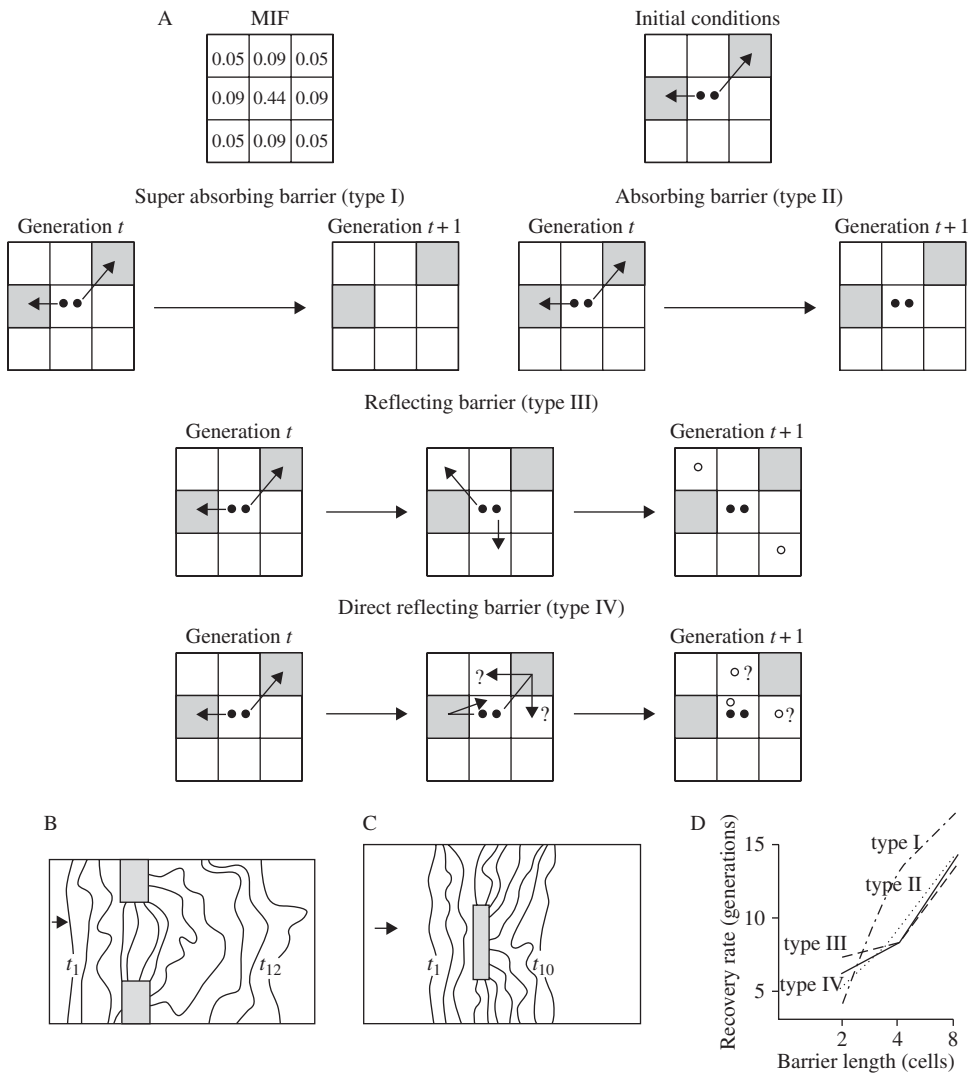 A
MIF
Initial conditions
0.05 0.09 0.05
0.09 0.44 0.09
0.05 0.09 0.05
Super absorbing barrier (type I)
Absorbing barrier (type II)
Generation t
Generation t + 1
Generation t
Generation t + 1
Reflecting barrier (type III)
Generation t
Generation t + 1
Direct reflecting barrier (type IV)
Generation t
Generation t + 1
?
?
?
?
B
t1
t12
C
t1
t10
D
Recovery rate (generations)
15
10
5
type I
type II
type III
type IV
2 4 8
Barrier length (cells)